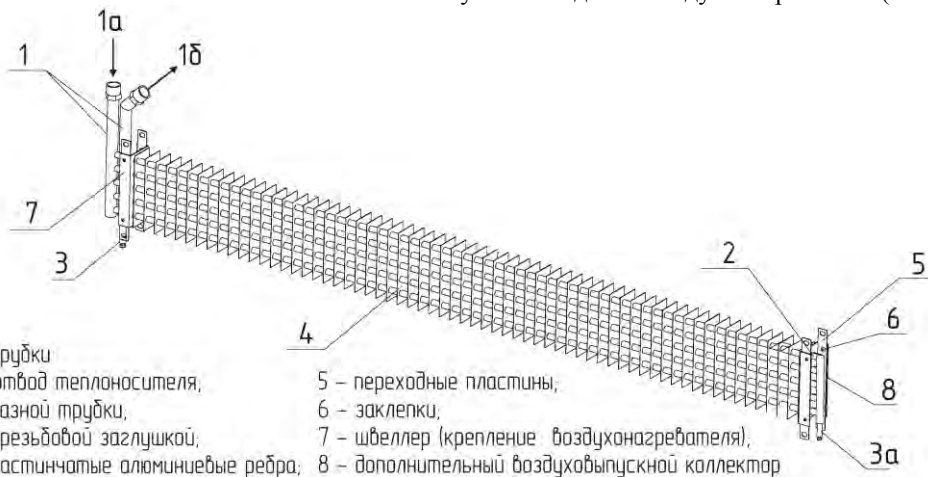 1а
1б
1
7
3
2
5
4
6
8
3а
рубки
отвод теплоносителя,
азной трубки,
резьбовой заглушкой,
астинчатые алюминиевые ребра;
5 – переходные пластины;
6 – заклепки;
7 – швеллер (крепление воздухонагревателя),
8 – дополнительный воздуховыпускной коллектор